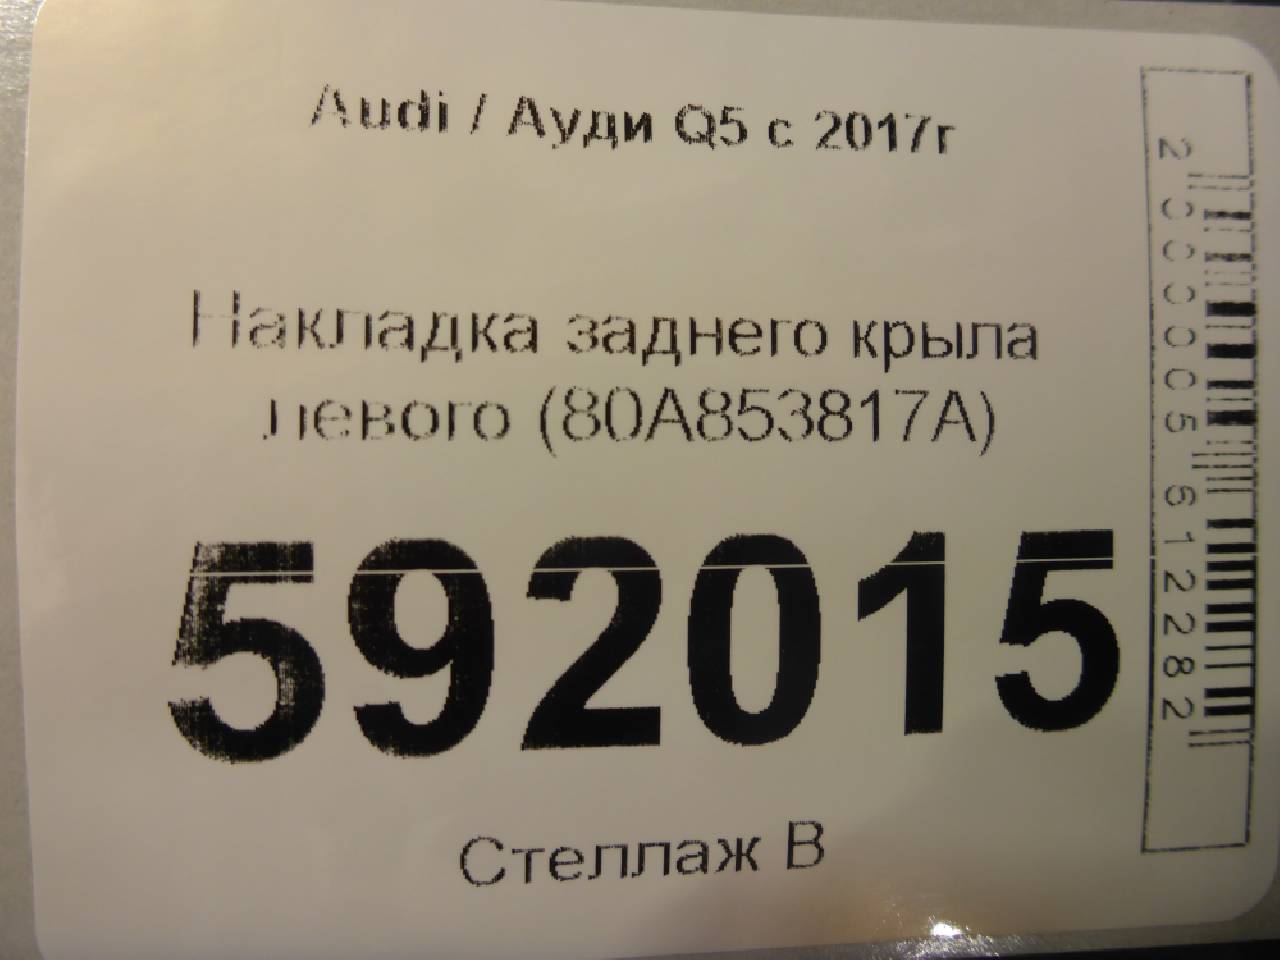 Audi / Ауди Q5 с 2017г
Накладка заднего крыла
левого (80A853817A)
592015
Стеллаж В
2000005612282